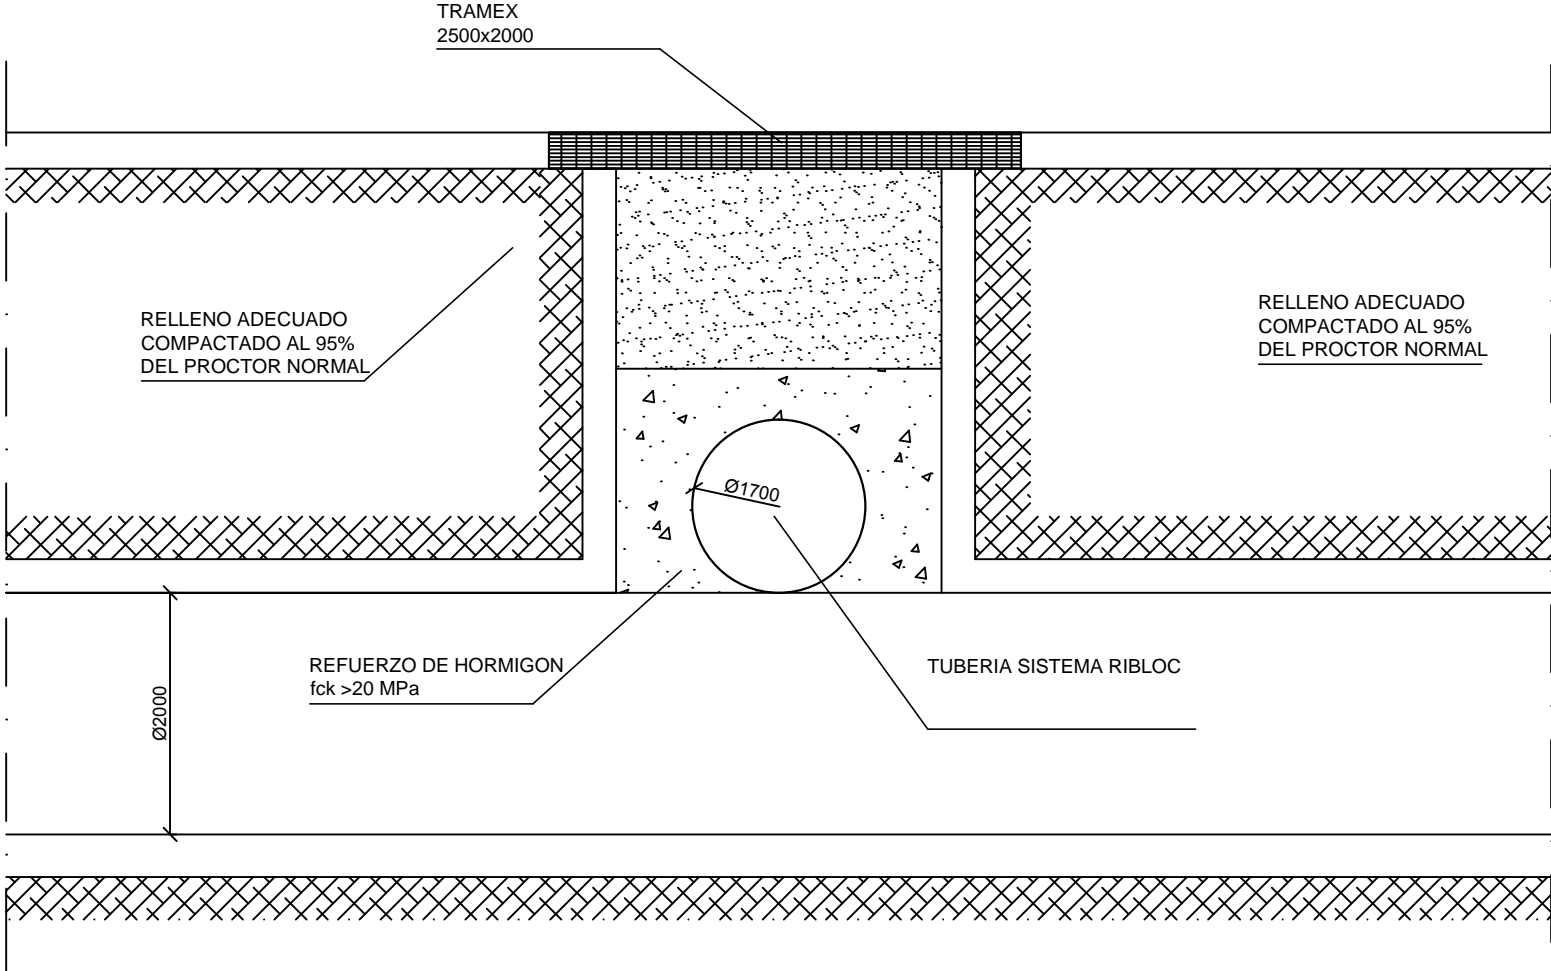 TRAMEX
2500x2000
RELLENO ADECUADO
COMPACTADO AL 95%
DEL PROCTOR NORMAL
RELLENO ADECUADO
COMPACTADO AL 95%
DEL PROCTOR NORMAL
Ø1700
REFUERZO DE HORMIGON
fck >20 MPa
TUBERIA SISTEMA RIBLOC
Ø2000